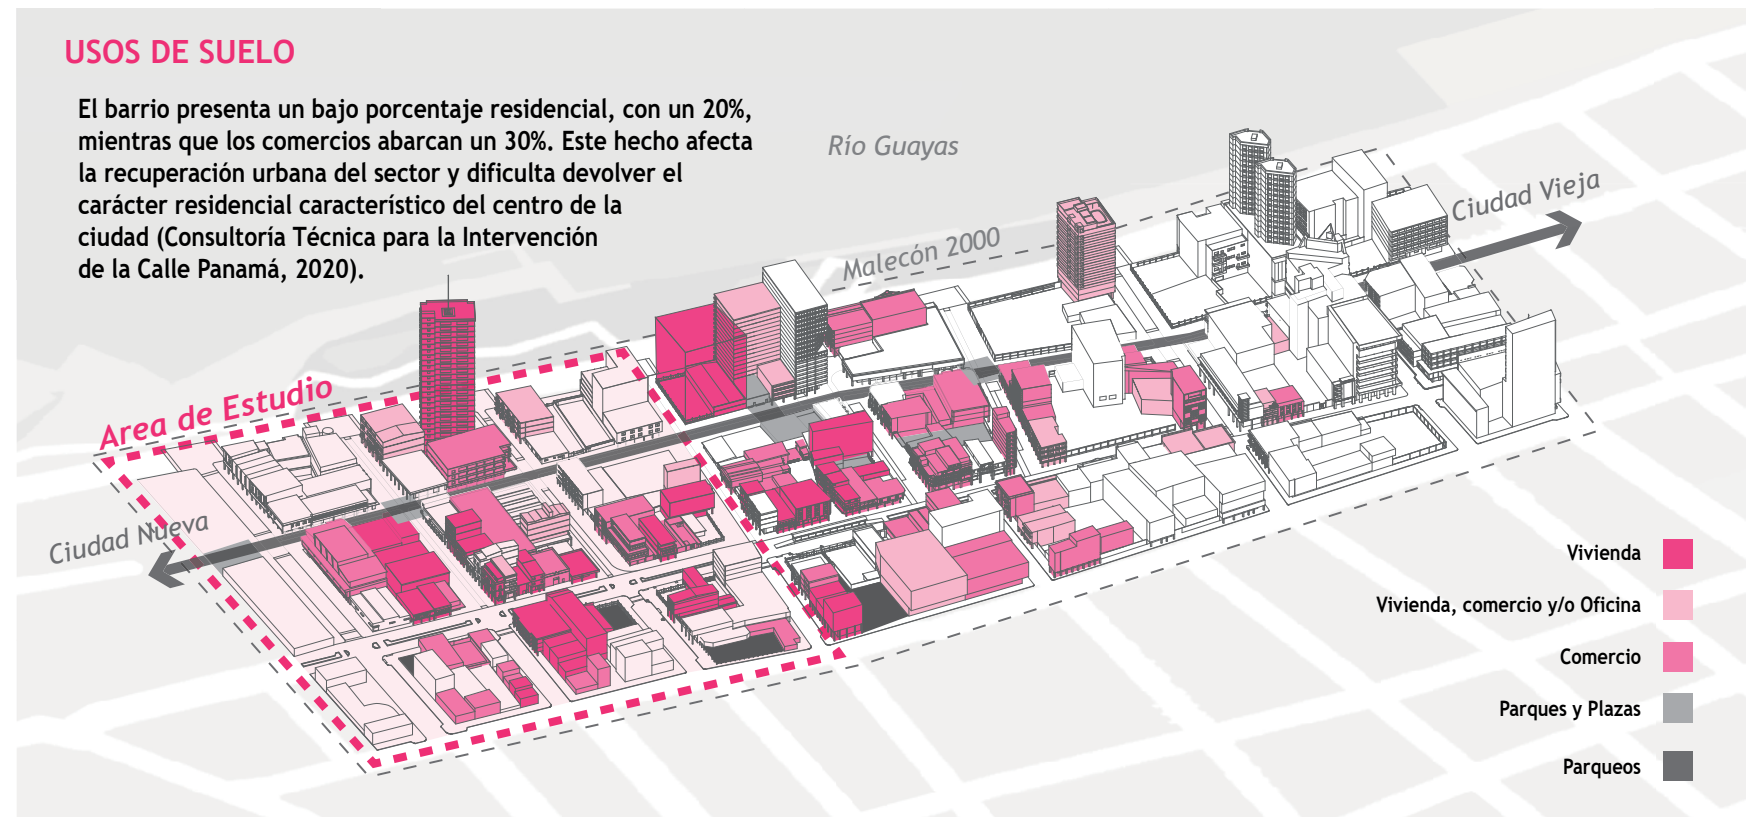 USOS DE SUELO
El barrio presenta un bajo porcentaje residencial, con un 20%,
mientras que los comercios abarcan un 30%. Este hecho afecta
la recuperación urbana del sector y dificulta devolver el
carácter residencial característico del centro de la
ciudad (Consultoría Técnica para la Intervención
de la Calle Panamá, 2020).
Río Guayas
Ciudad Vieja
Malecón 2000
Area de Estudio
Ciudad Nueva
Vivienda
Vivienda, comercio y/o Oficina
Comercio
Parques y Plazas
Parqueos